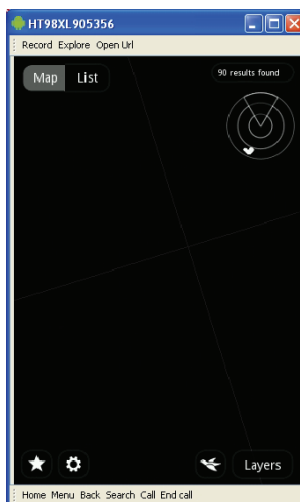 HT98XL905356
Record Explore Open Url
Map List
90 results found
Layers
Home Menu Back Search Call End call